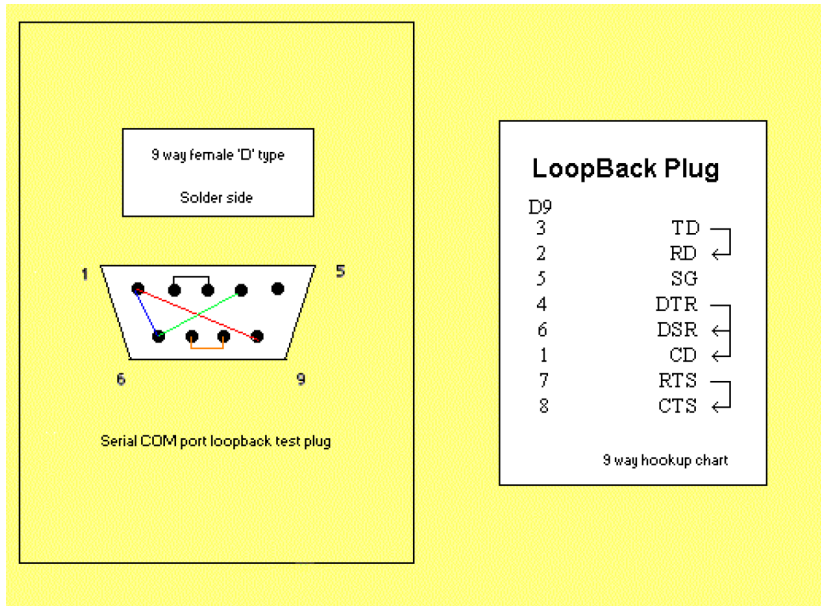 9 way female 'D' type
Solder side
1
5
6
9
Serial COM port loopback test plug
LoopBack Plug
D9
3 TD
2 RD
5 SG
4 DTR
6 DSR
1 CD
7 RTS
8 CTS
9 way hookup chart